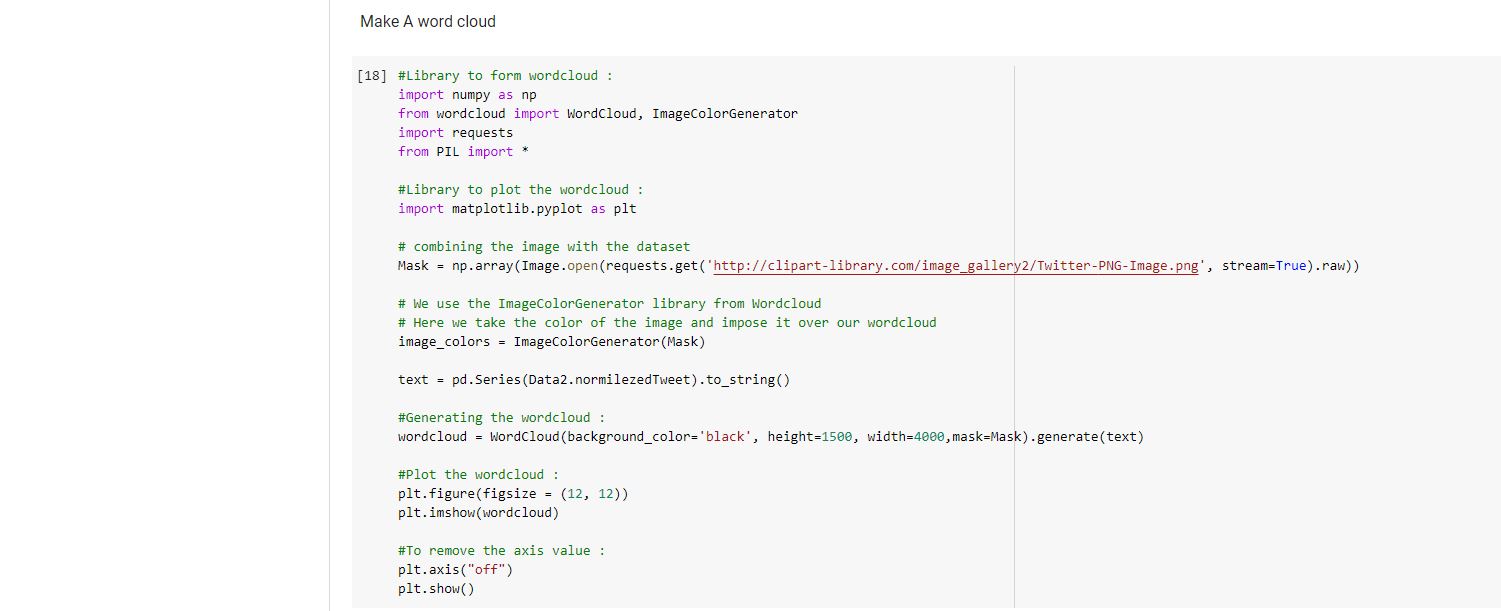 Make A word cloud
[18] #Library to form wordcloud :
import numpy as np
from wordcloud import WordCloud, ImageColorGenerator
import requests
from PIL import *
#Library to plot the wordcloud :
import matplotlib.pyplot as plt
# combining the image with the dataset
Mask = np.array(Image.open(requests.get('http://clipart-library.com/image_gallery2/Twitter-PNG-Image.png', stream=True).raw))
# We use the ImageColorGenerator library from Wordcloud
# Here we take the color of the image and impose it over our wordcloud
image_colors = ImageColorGenerator(Mask)
text = pd.Series(Data2.normilezedTweet).to_string()
#Generating the wordcloud :
wordcloud = WordCloud(background_color='black', height=1500, width=4000,mask=Mask).generate(text)
#Plot the wordcloud :
plt.figure(figsize = (12, 12))
plt.imshow(wordcloud)
#To remove the axis value :
plt.axis("off")
plt.show()